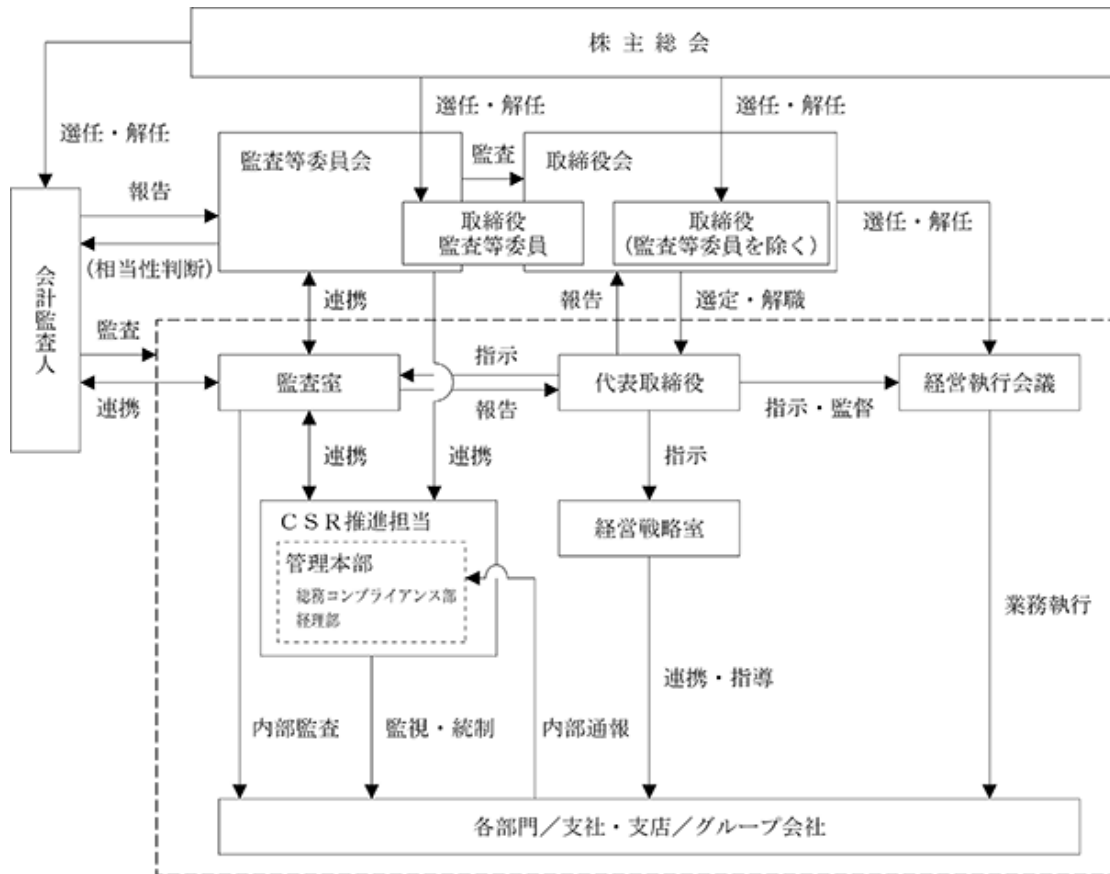 株主総会
選任・解任
選任・解任
選任・解任
監査等委員会
監査
取締役会
報告
取締役
監査等委員
取締役
(監査等委員を除く)
選任・解任
(相当性判断)
会計監査人
連携
報告
選定・解職
監査
指示
監査室
代表取締役
経営執行会議
連携
報告
指示・監督
連携
連携
指示
CSR推進担当
経営戦略室
管理本部
総務コンプライアンス部
経理部
業務執行
連携・指導
内部監査
監視・統制
内部通報
各部門/支社・支店/グループ会社